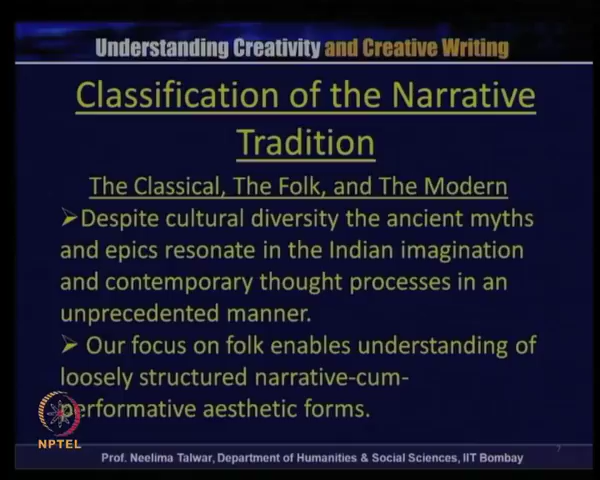 Understanding Creativity and Creative Writing
Classification of the Narrative
Tradition
The Classical, The Folk, and The Modern
➤Despite cultural diversity the ancient myths
and epics resonate in the Indian imagination
and contemporary thought processes in an
unprecedented manner.
➤ Our focus on folk enables understanding of
loosely structured narrative-cum-
performative aesthetic forms.
NPTEL
7
Prof. Neelima Talwar, Department of Humanities & Social Sciences, IIT Bombay